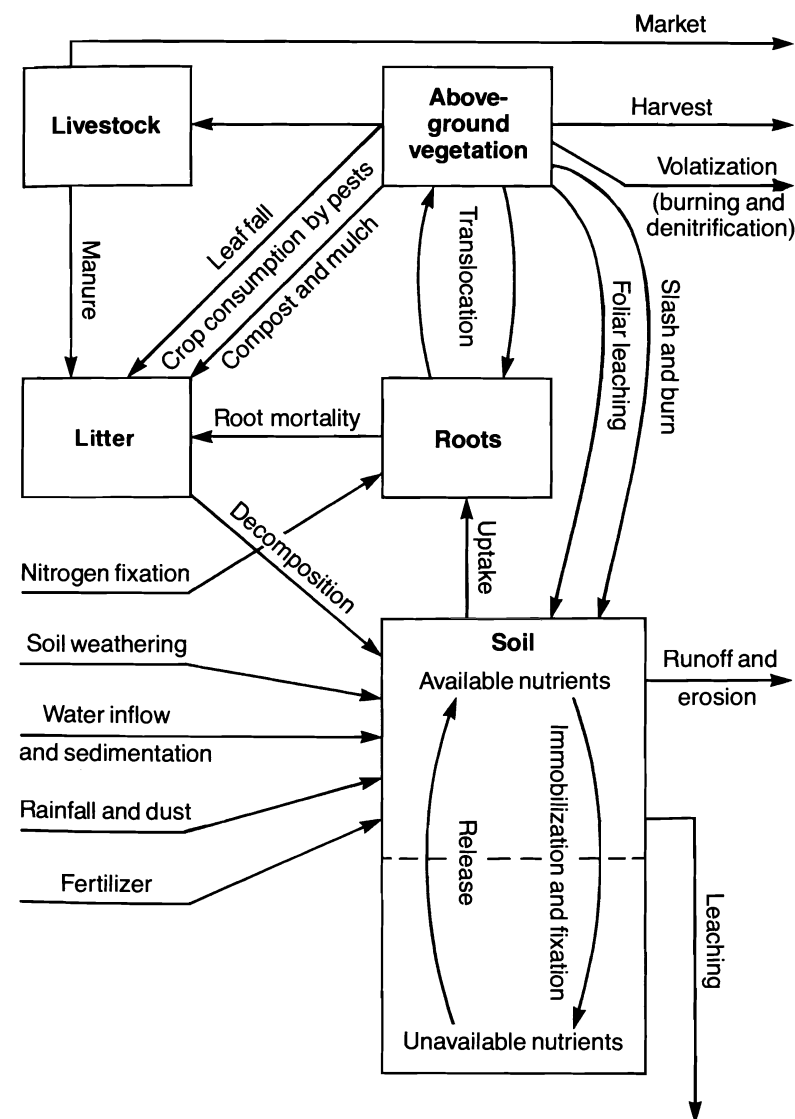 Market
Livestock
Above-
ground
vegetation
Harvest
Volatization
(burning and
denitrification)
Manure
Leaf fall
Crop consumption by pests
Compost and mulch
Translocation
Foliar leaching
Slash and burn
Litter
Root mortality
Roots
Decomposition
Uptake
Nitrogen fixation
Soil weathering
Water inflow
and sedimentation
Rainfall and dust
Fertilizer
Soil
Available nutrients
Runoff and
erosion
Release
Immobilization and fixation
Leaching
Unavailable nutrients